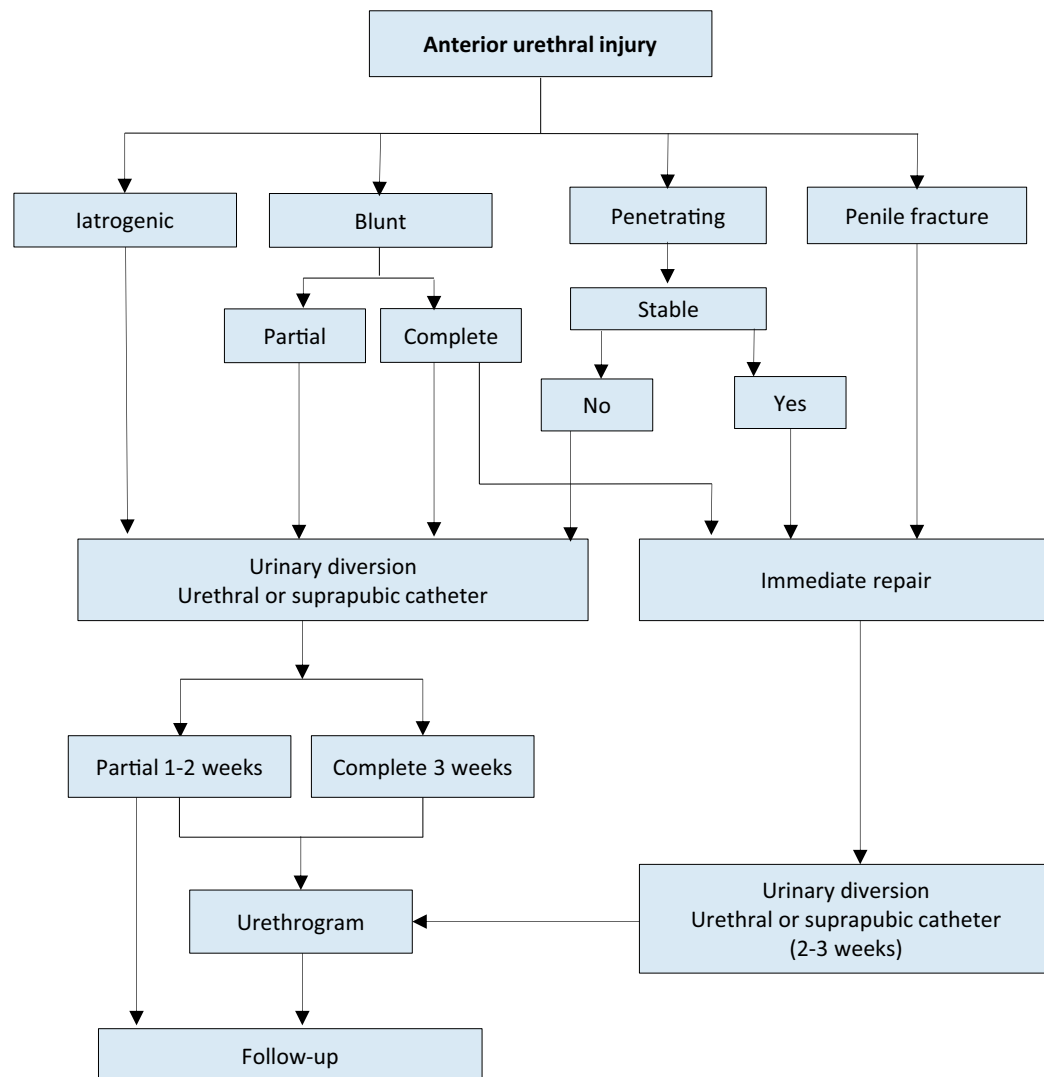 Anterior urethral injury
Iatrogenic
Blunt
Penetrating
Penile fracture
Partial
Complete
Stable
No
Yes
Urinary diversion
Urethral or suprapubic catheter
Immediate repair
Partial 1-2 weeks
Complete 3 weeks
Urethrogram
Urinary diversion
Urethral or suprapubic catheter
(2-3 weeks)
Follow-up